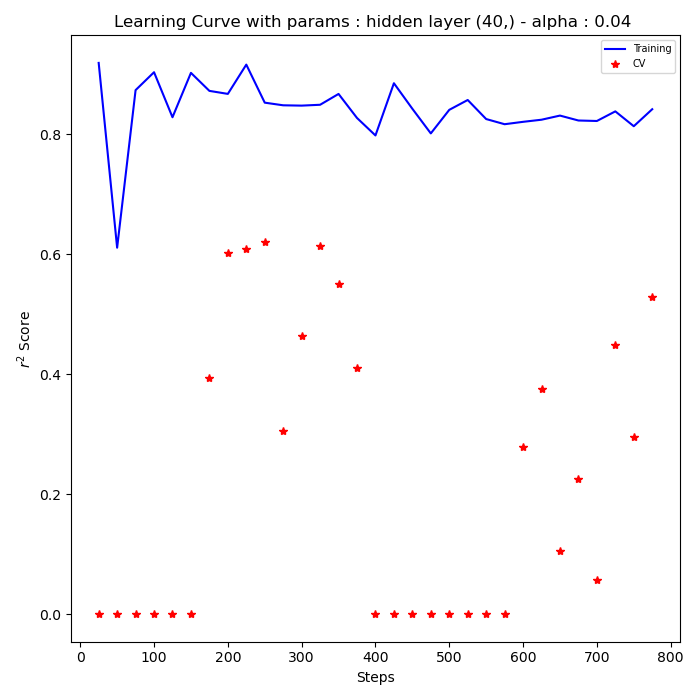 Learning Curve with params : hidden layer (40,) - alpha : 0.04
Training
CV
0.8
0.6
0.4
0.2
0.0
r² Score
0 100 200 300 400 500 600 700 800
Steps